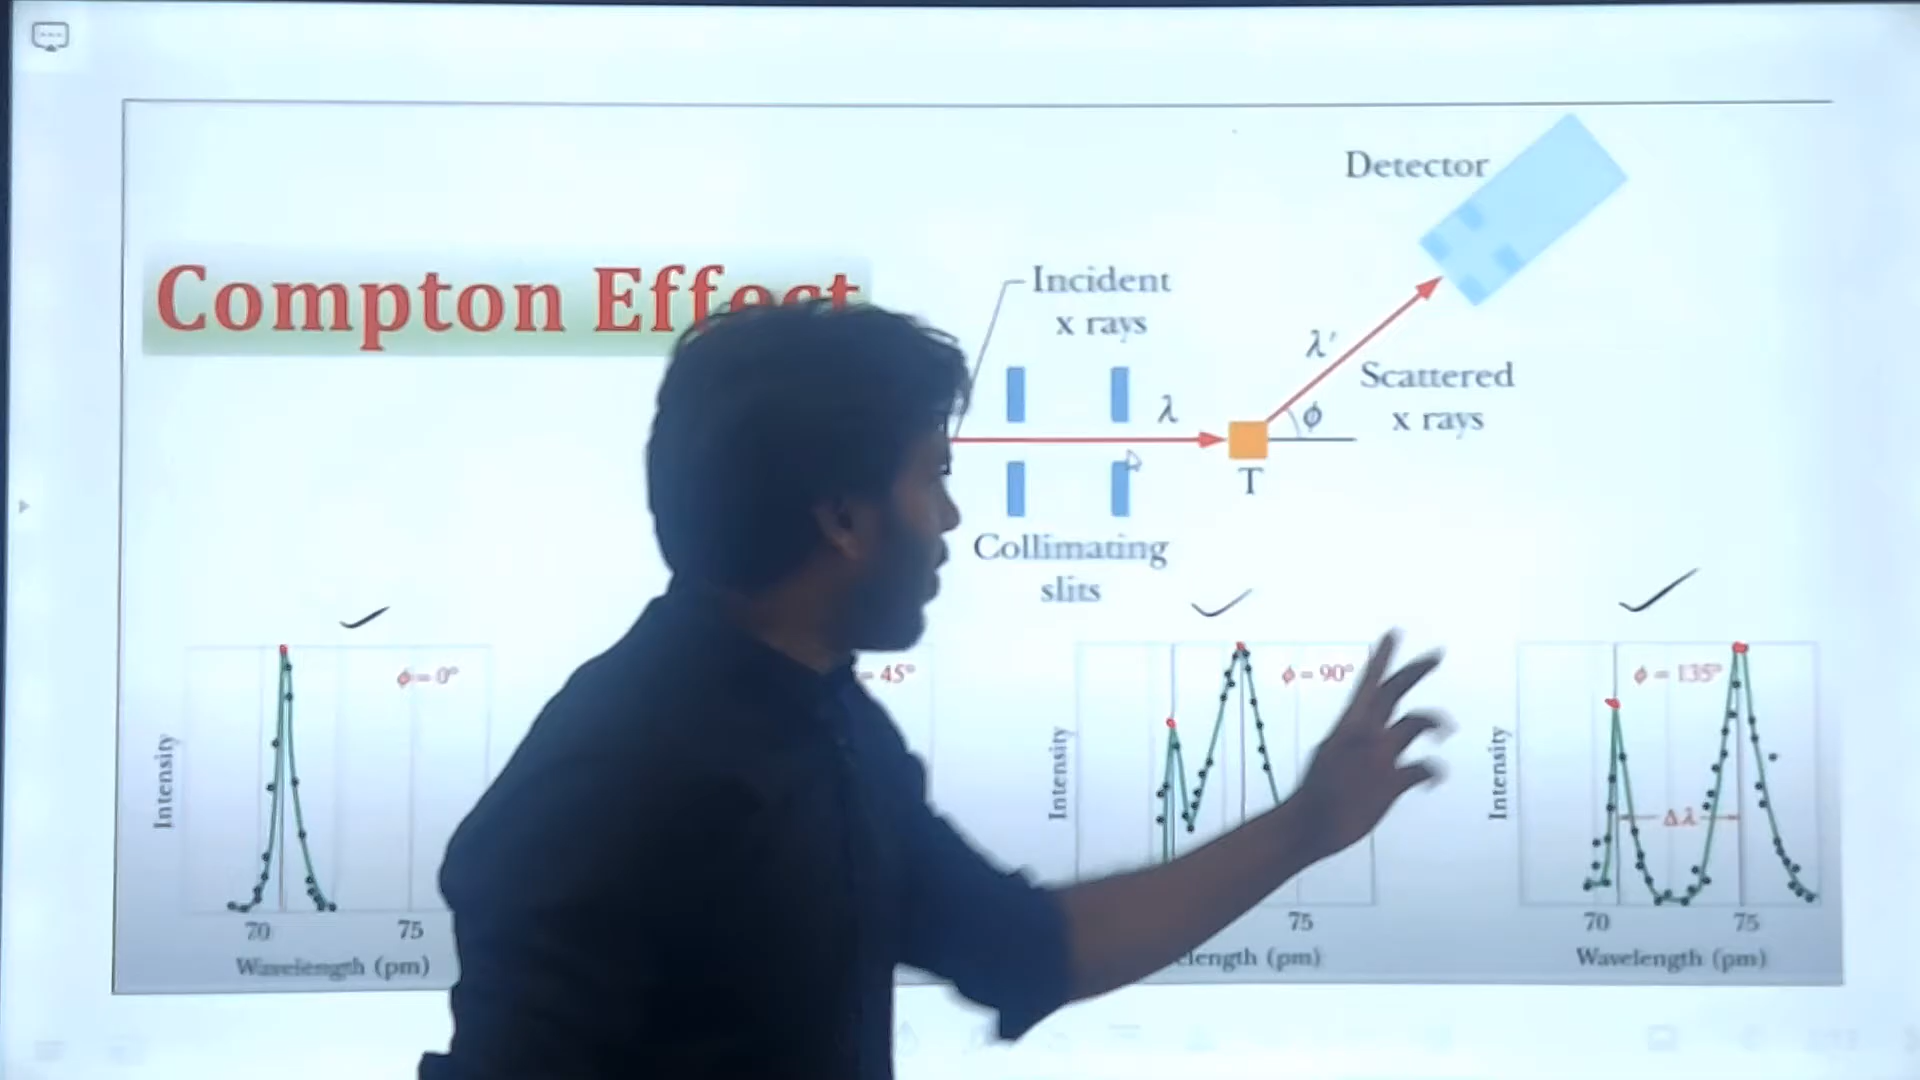 Compton Effect
Detector
Incident
x rays
λ
λ′
Scattered
x rays
ϕ
T
Collimating
slits
ϕ = 0°
Intensity
70 75
Wavelength (pm)
= 45°
ϕ = 90°
Intensity
75
elength (pm)
ϕ = 135°
Intensity
Δλ
70 75
Wavelength (pm)